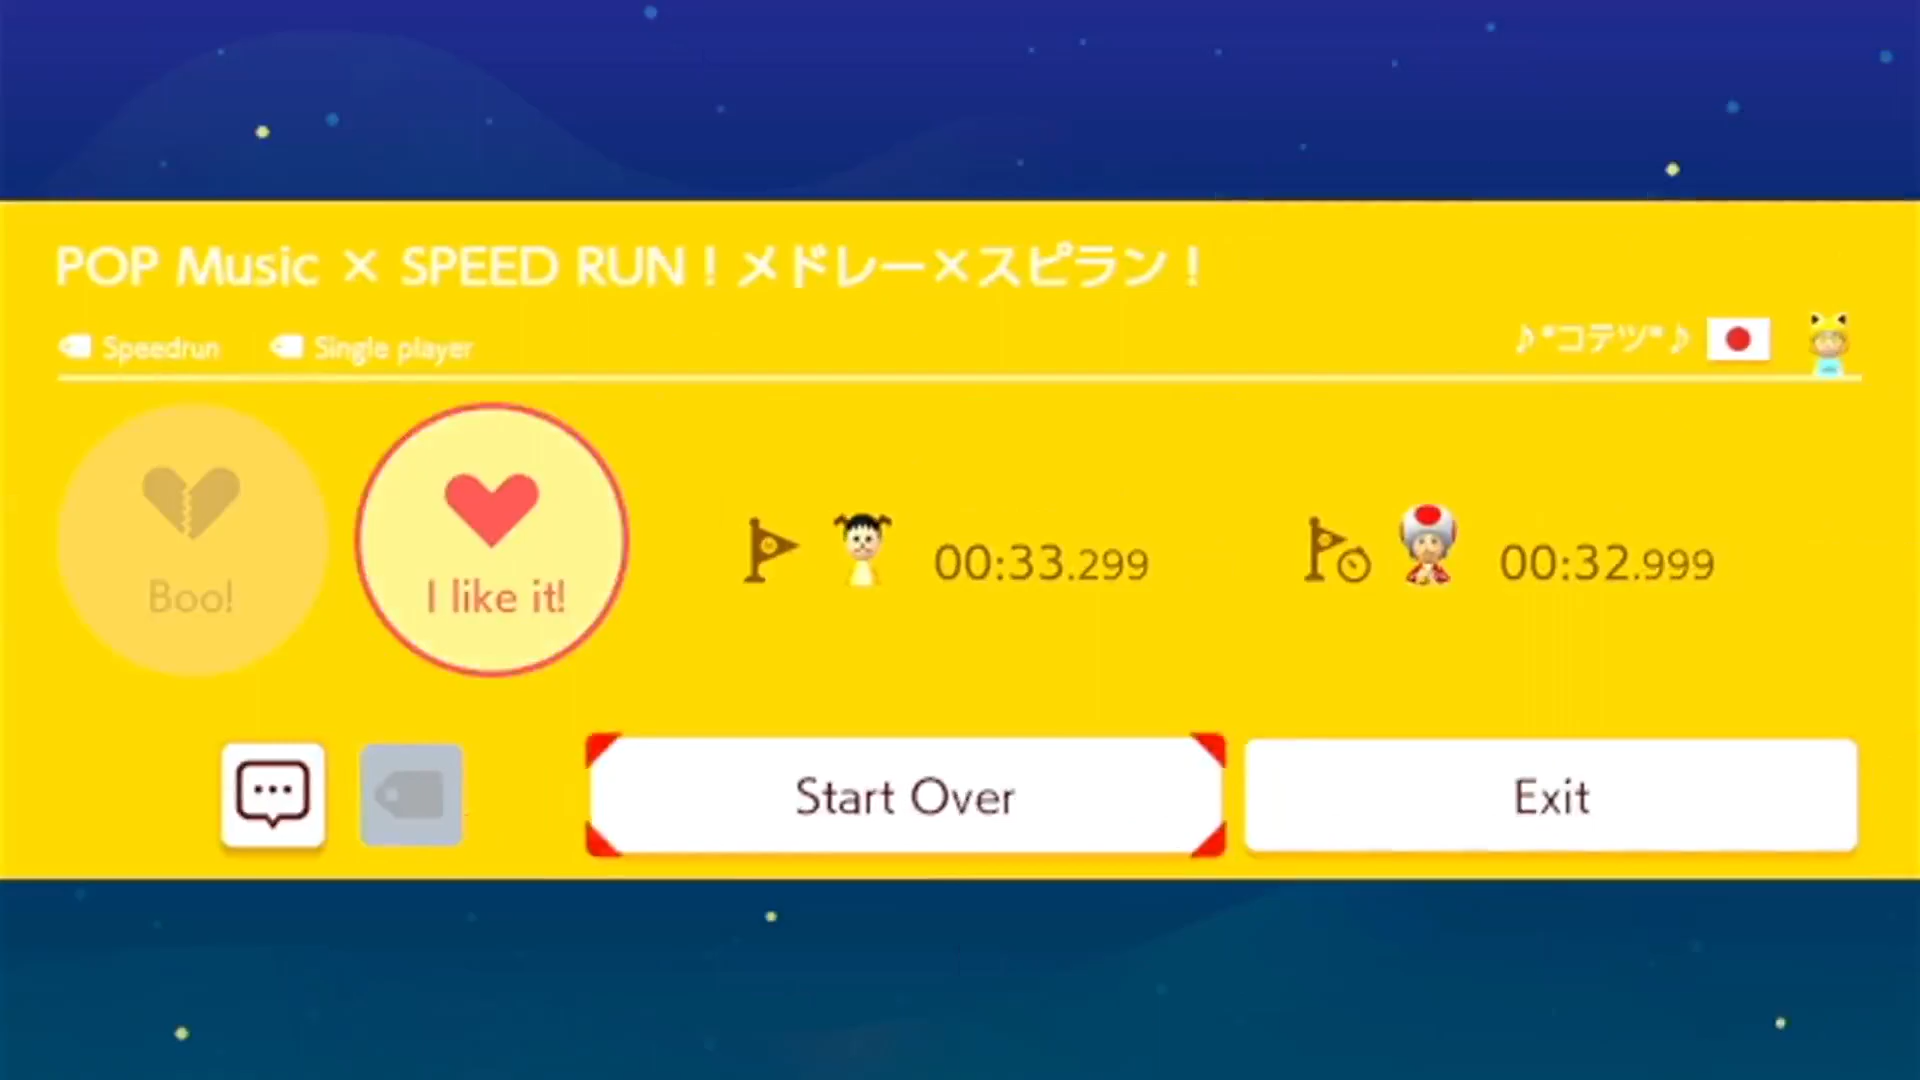 POP Music × SPEED RUN！メドレー×スピラン！
Speedrun Single player
♪*コテツ*♪
Boo!
I like it!
00:33.299
00:32.999
Start Over
Exit